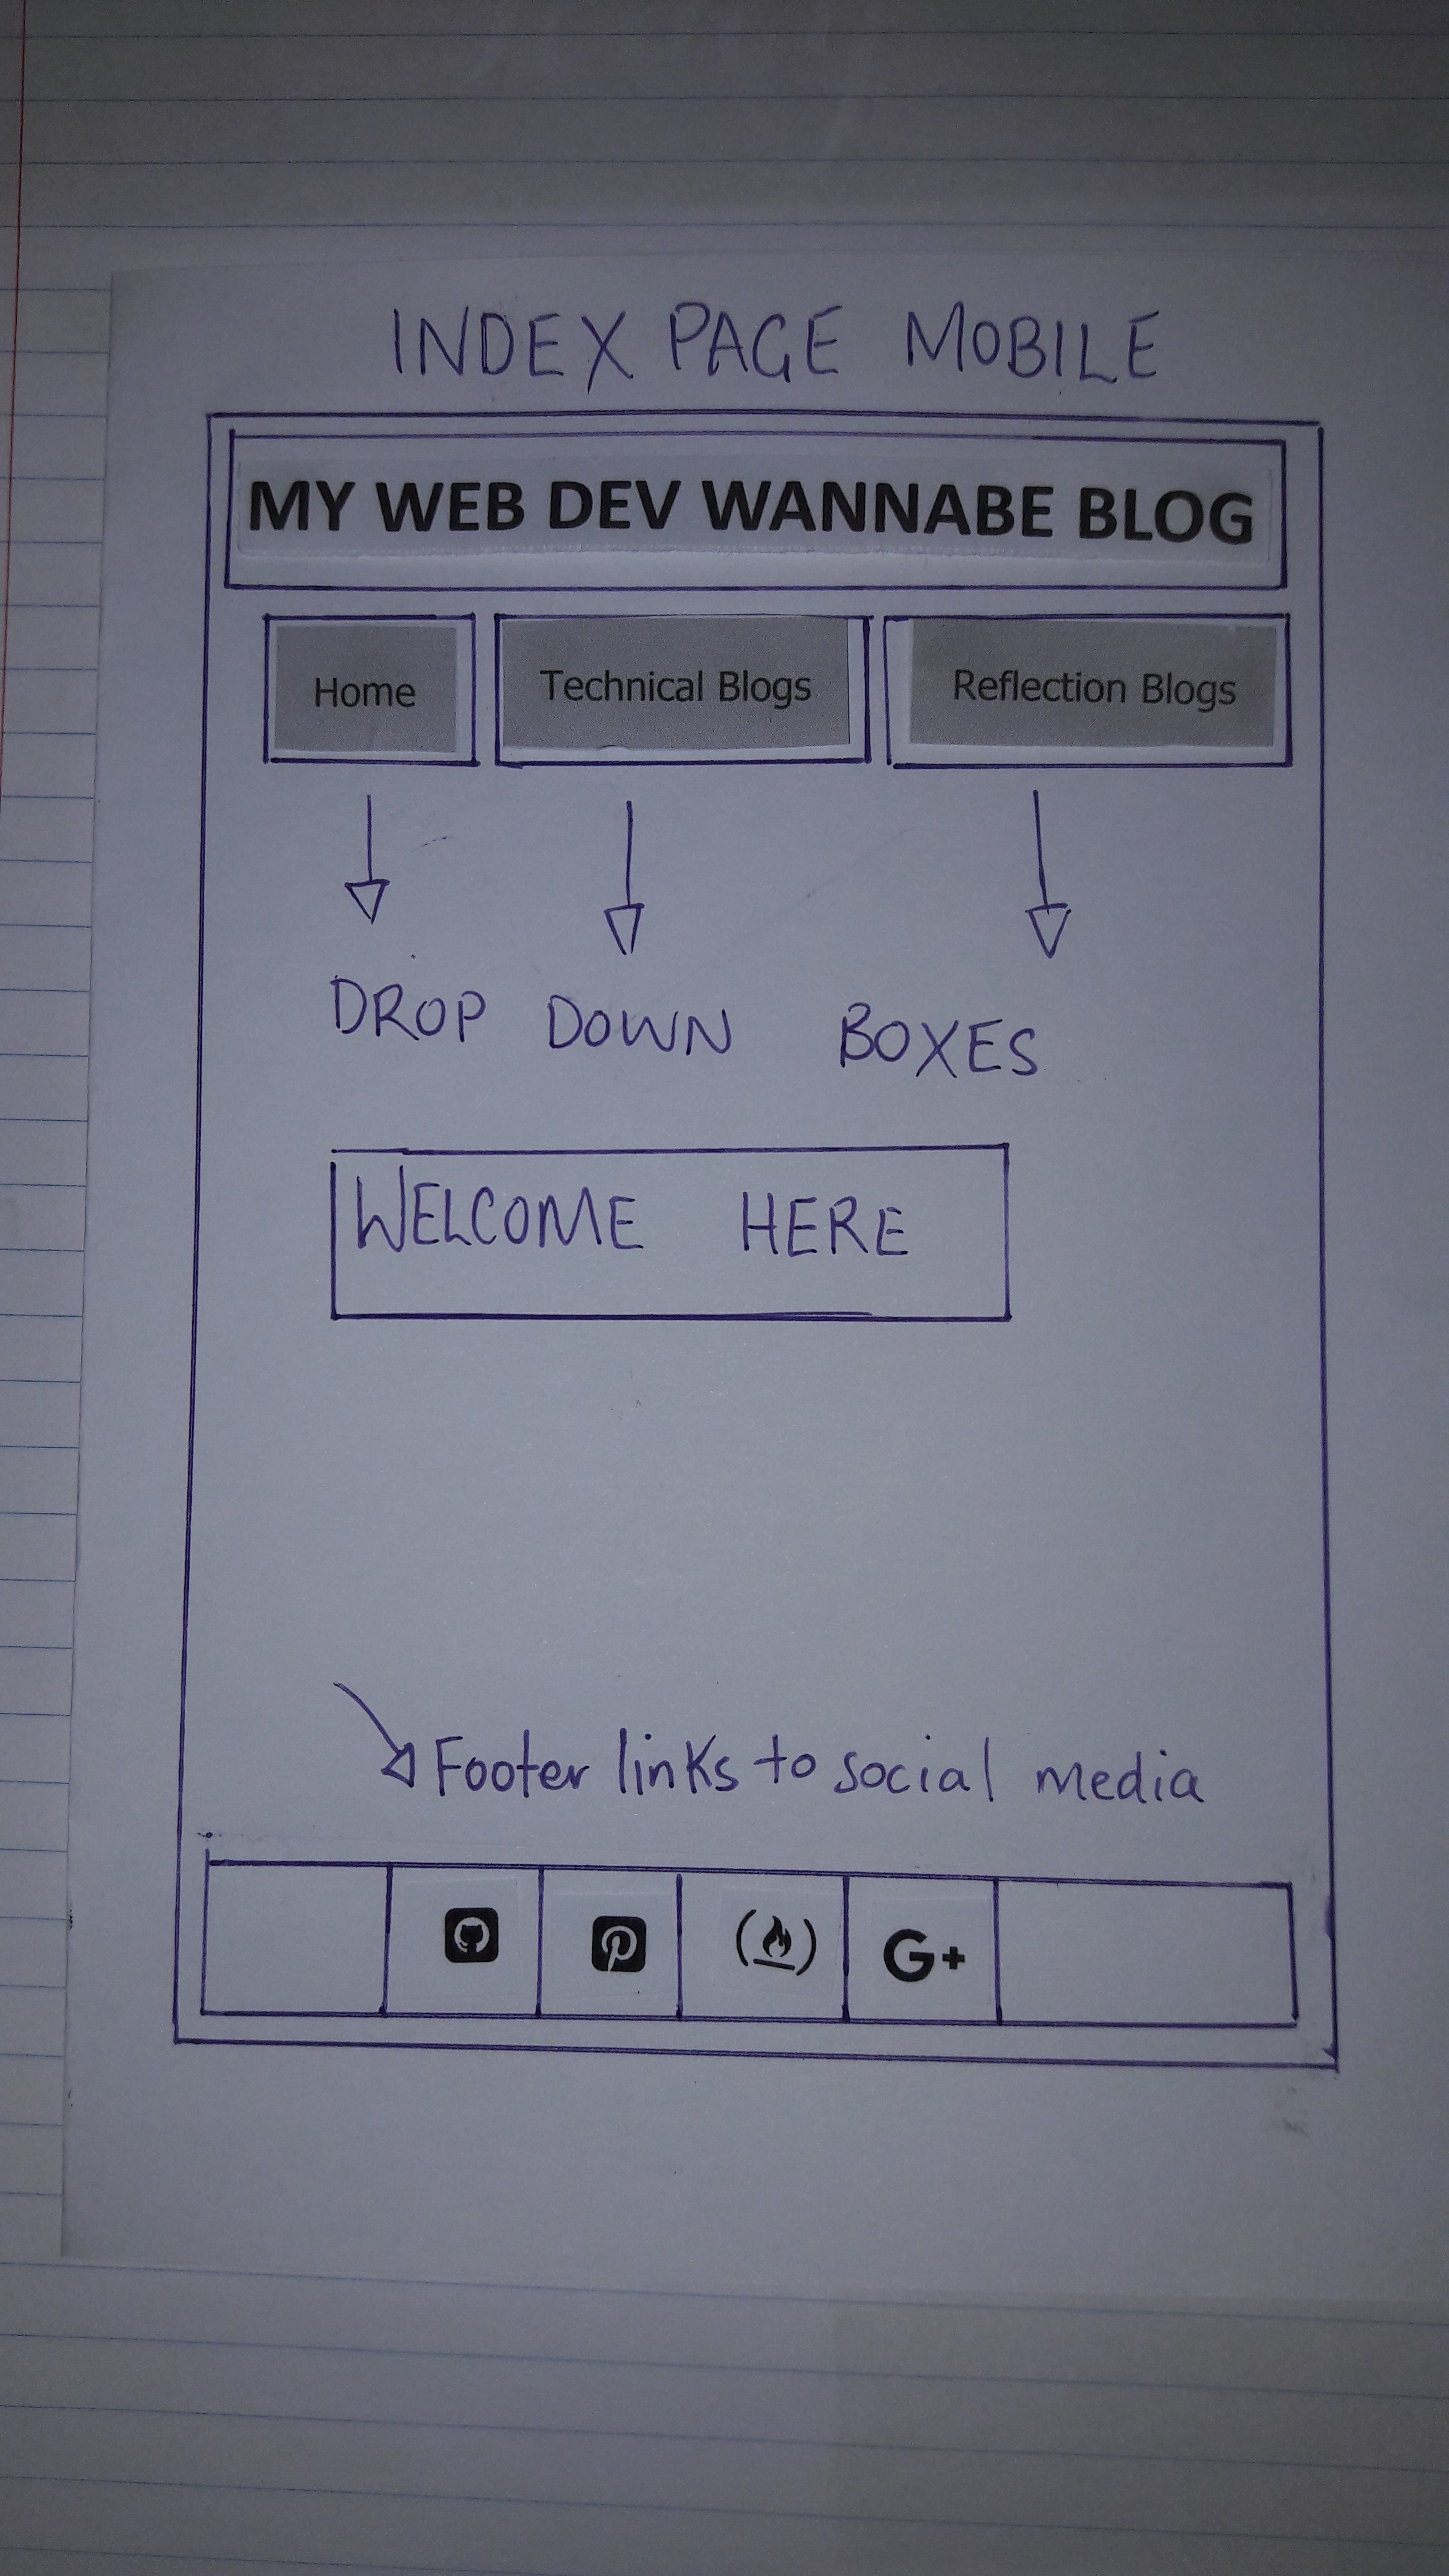 INDEX PAGE MOBILE
MY WEB DEV WANNABE BLOG
Home Technical Blogs Reflection Blogs
DROP DOWN BOXES
WELCOME HERE
Footer links to social media
G+